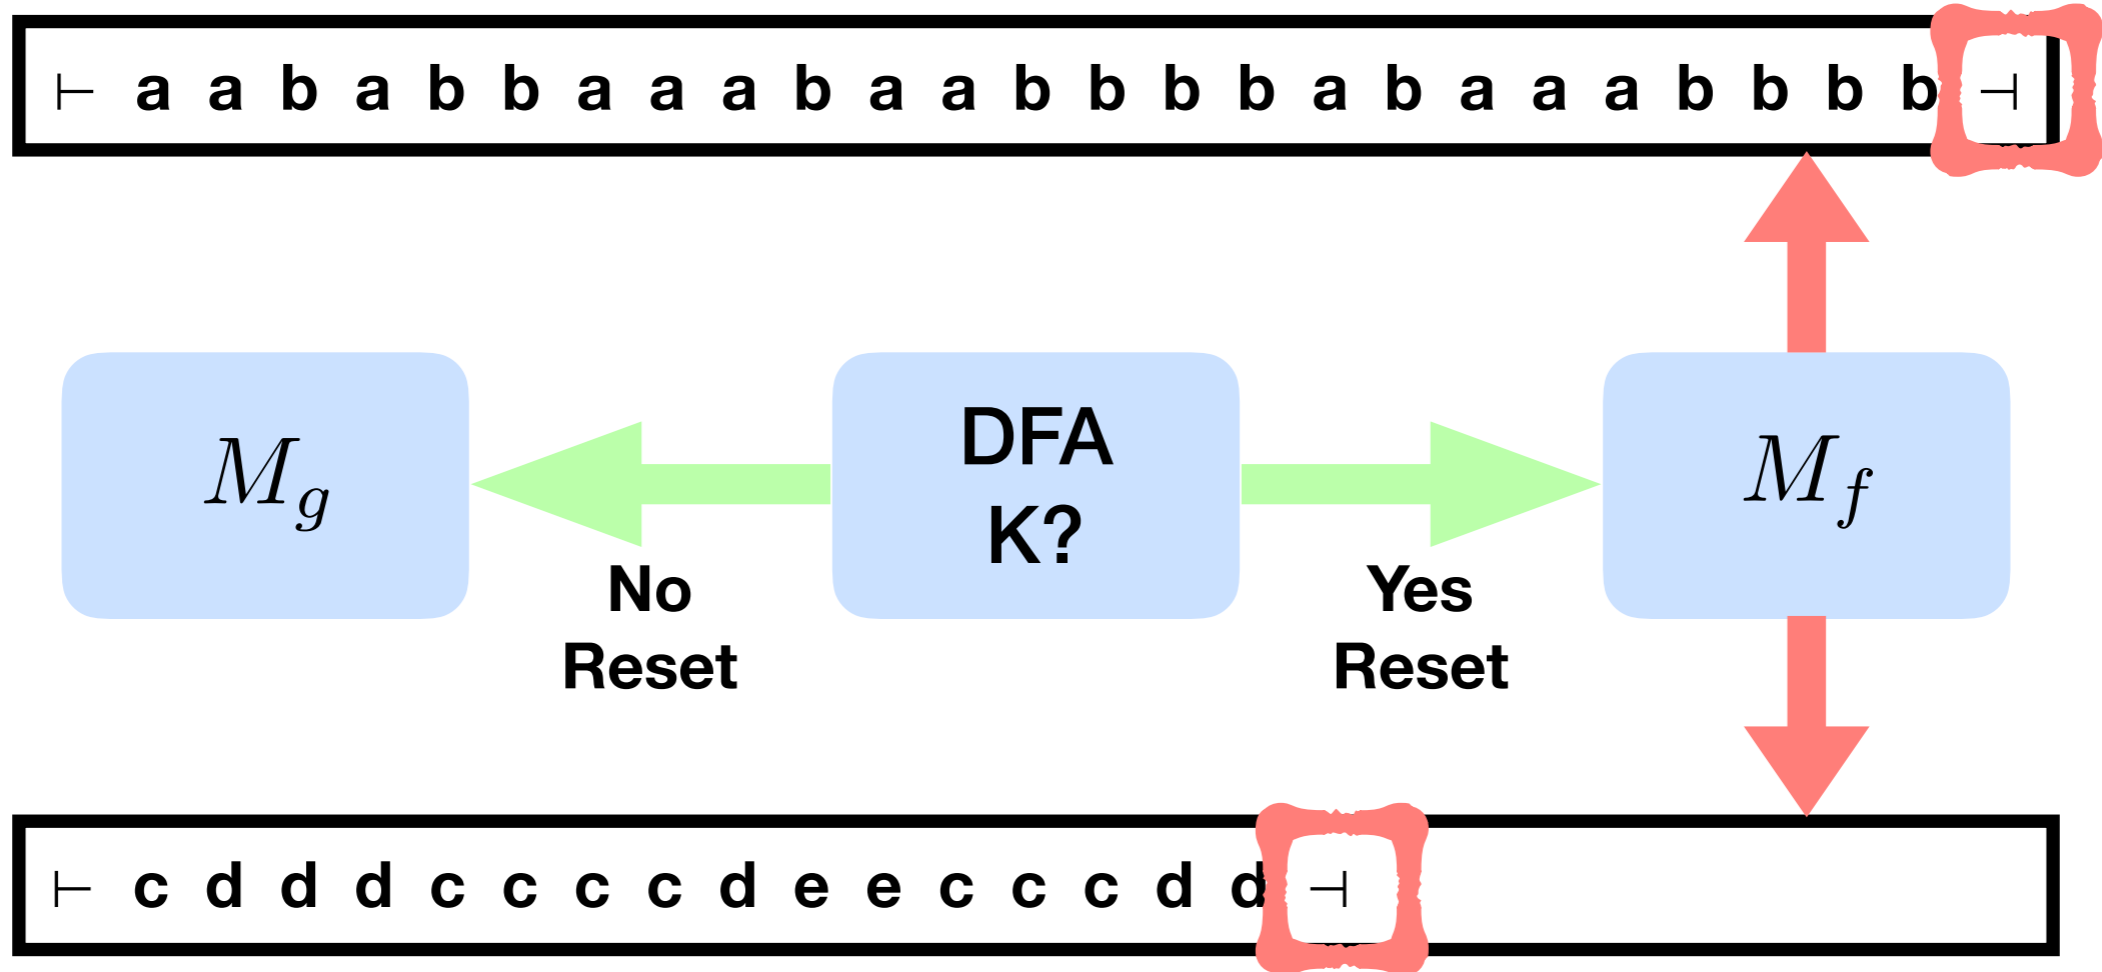 ⊢ a a b a b b a a a b a a b b b b a b a a a b b b b ⊣
M_g
DFA
K?
M_f
No
Reset
Yes
Reset
⊢ c d d d c c c c d e e c c c d d ⊣